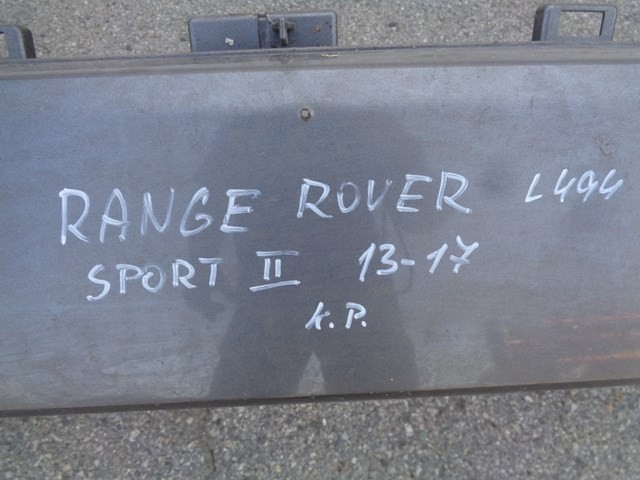 RANGE ROVER L494
SPORT II 13-17
K.P.